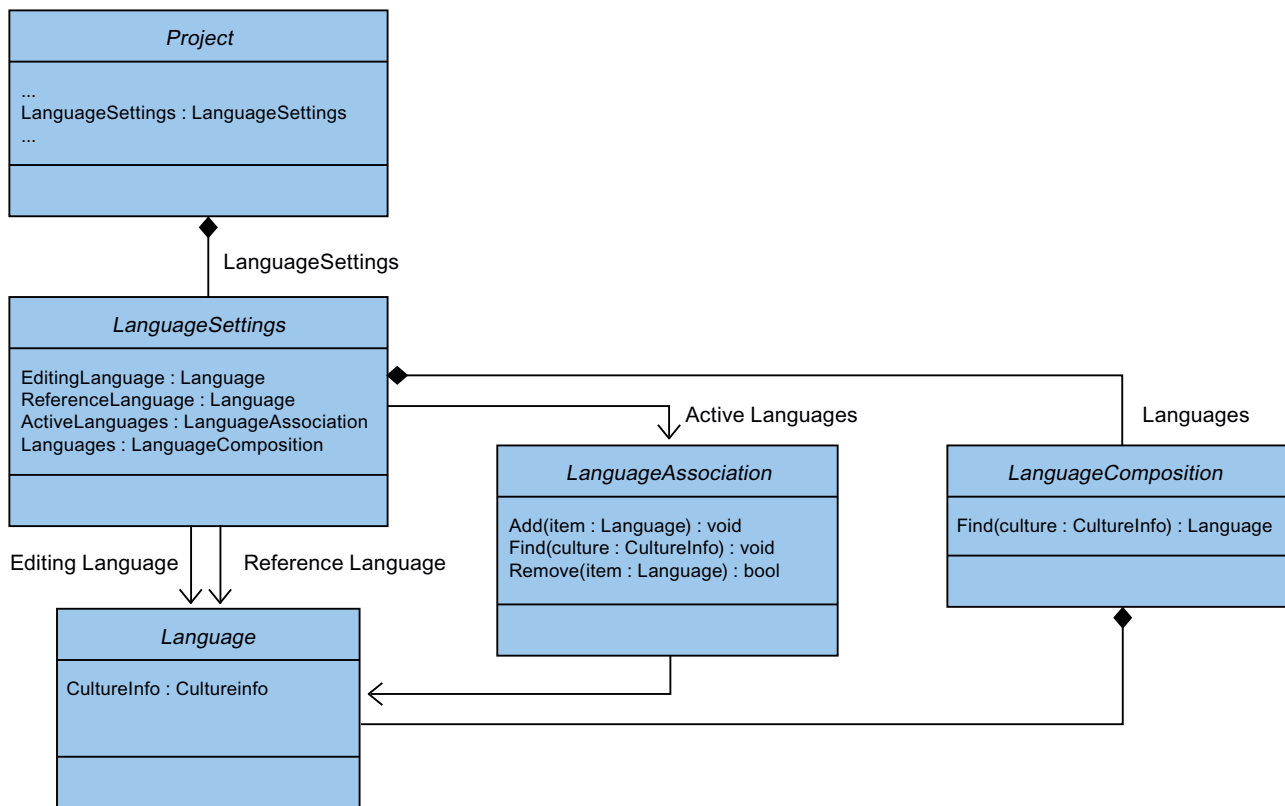 Project
...
LanguageSettings : LanguageSettings
...
LanguageSettings
LanguageSettings
EditingLanguage : Language
ReferenceLanguage : Language
ActiveLanguages : LanguageAssociation
Languages : LanguageComposition
Active Languages
Languages
LanguageAssociation
Add(item : Language) : void
Find(culture : CultureInfo) : void
Remove(item : Language) : bool
LanguageComposition
Find(culture : CultureInfo) : Language
Editing Language
Reference Language
Language
CultureInfo : Cultureinfo